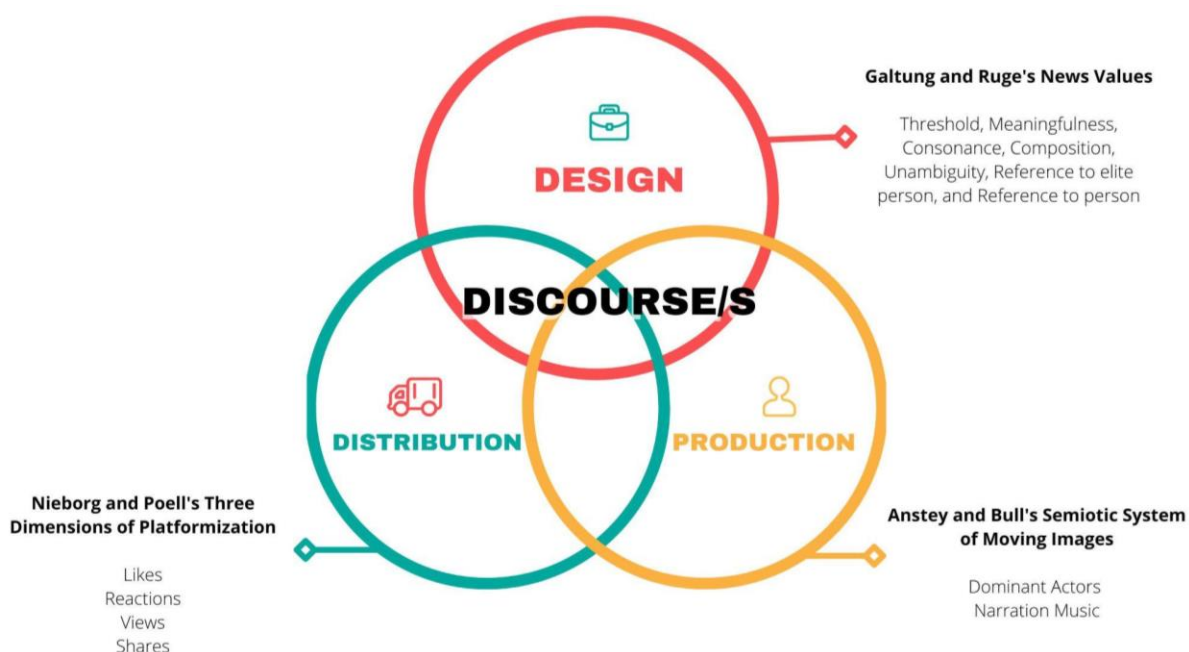 Galtung and Ruge's News Values
Threshold, Meaningfulness,
Consonance, Composition,
Unambiguity, Reference to elite
person, and Reference to person
DESIGN
DISCOURSE/S
DISTRIBUTION
PRODUCTION
Nieborg and Poell's Three
Dimensions of Platformization
Likes
Reactions
Views
Shares
Anstey and Bull's Semiotic System
of Moving Images
Dominant Actors
Narration Music